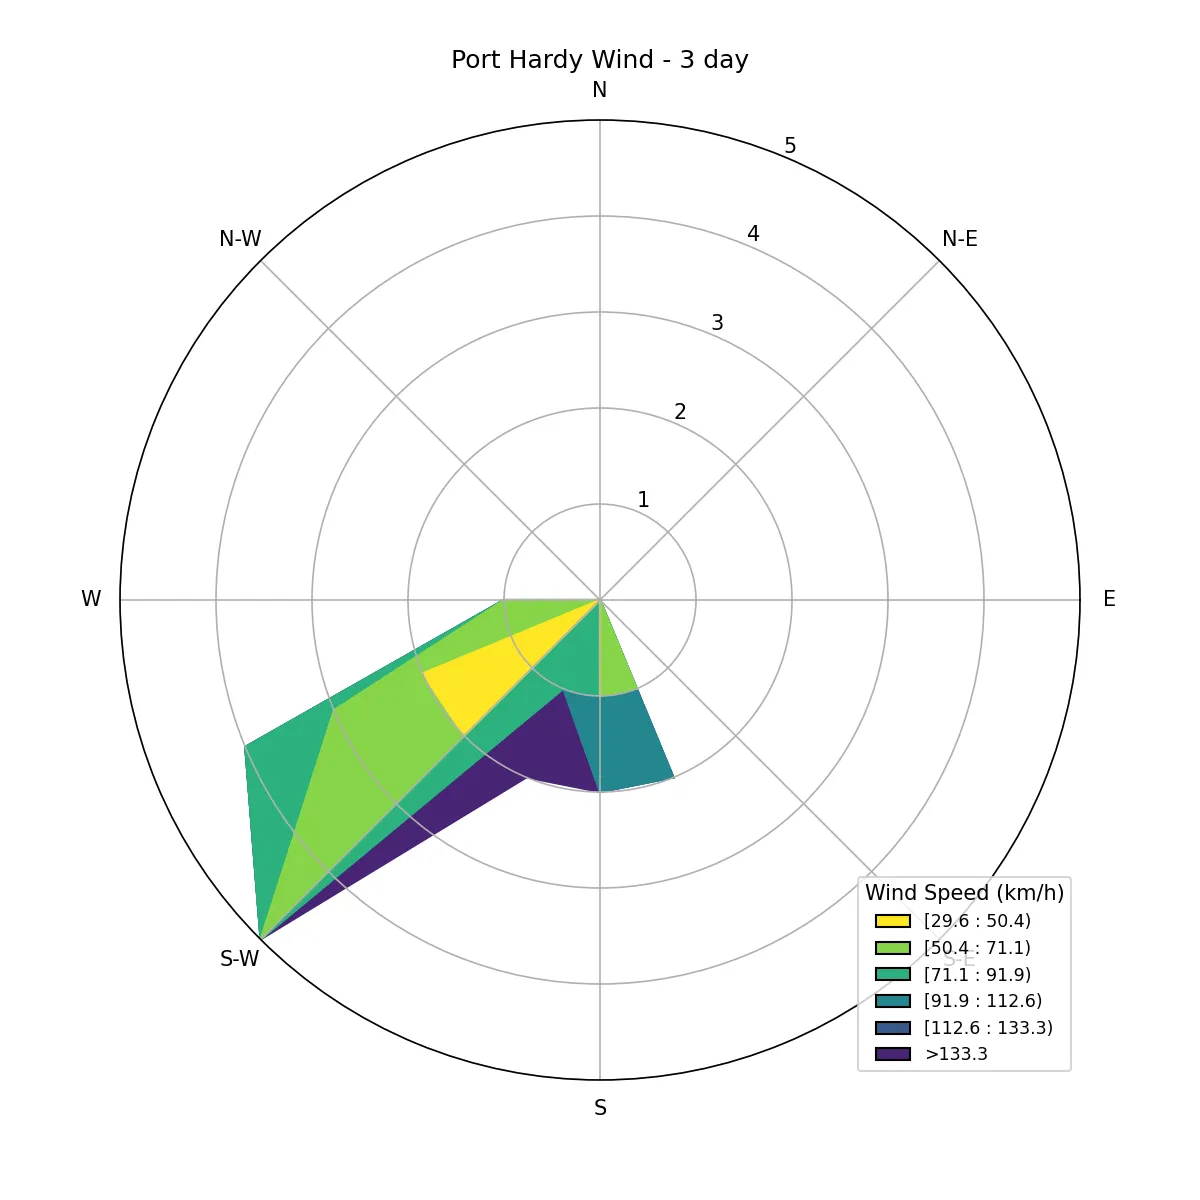 Port Hardy Wind - 3 day
N
5
N-W
4
N-E
3
2
1
W
E
Wind Speed (km/h)
[29.6 : 50.4)
[50.4 : 71.1)
S-W
S-E
[71.1 : 91.9)
[91.9 : 112.6)
[112.6 : 133.3)
>133.3
S